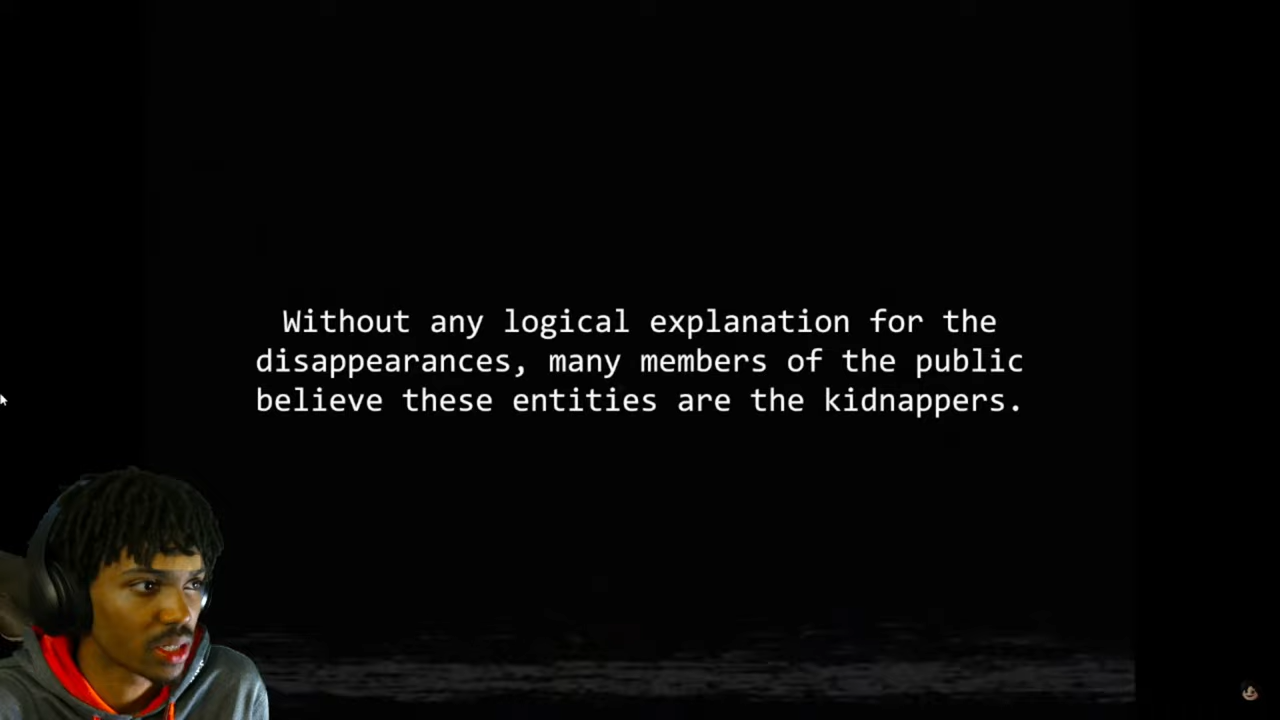 Without any logical explanation for the
disappearances, many members of the public
believe these entities are the kidnappers.